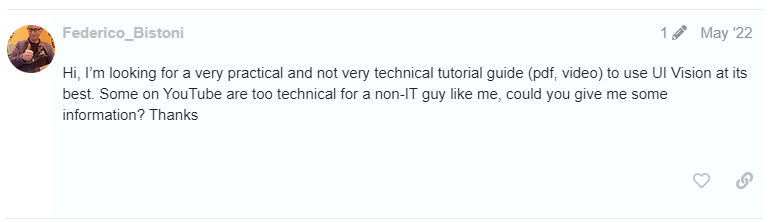 Federico_Bistoni
1 May '22
Hi, I'm looking for a very practical and not very technical tutorial guide (pdf, video) to use UI Vision at its
best. Some on YouTube are too technical for a non-IT guy like me, could you give me some
information? Thanks